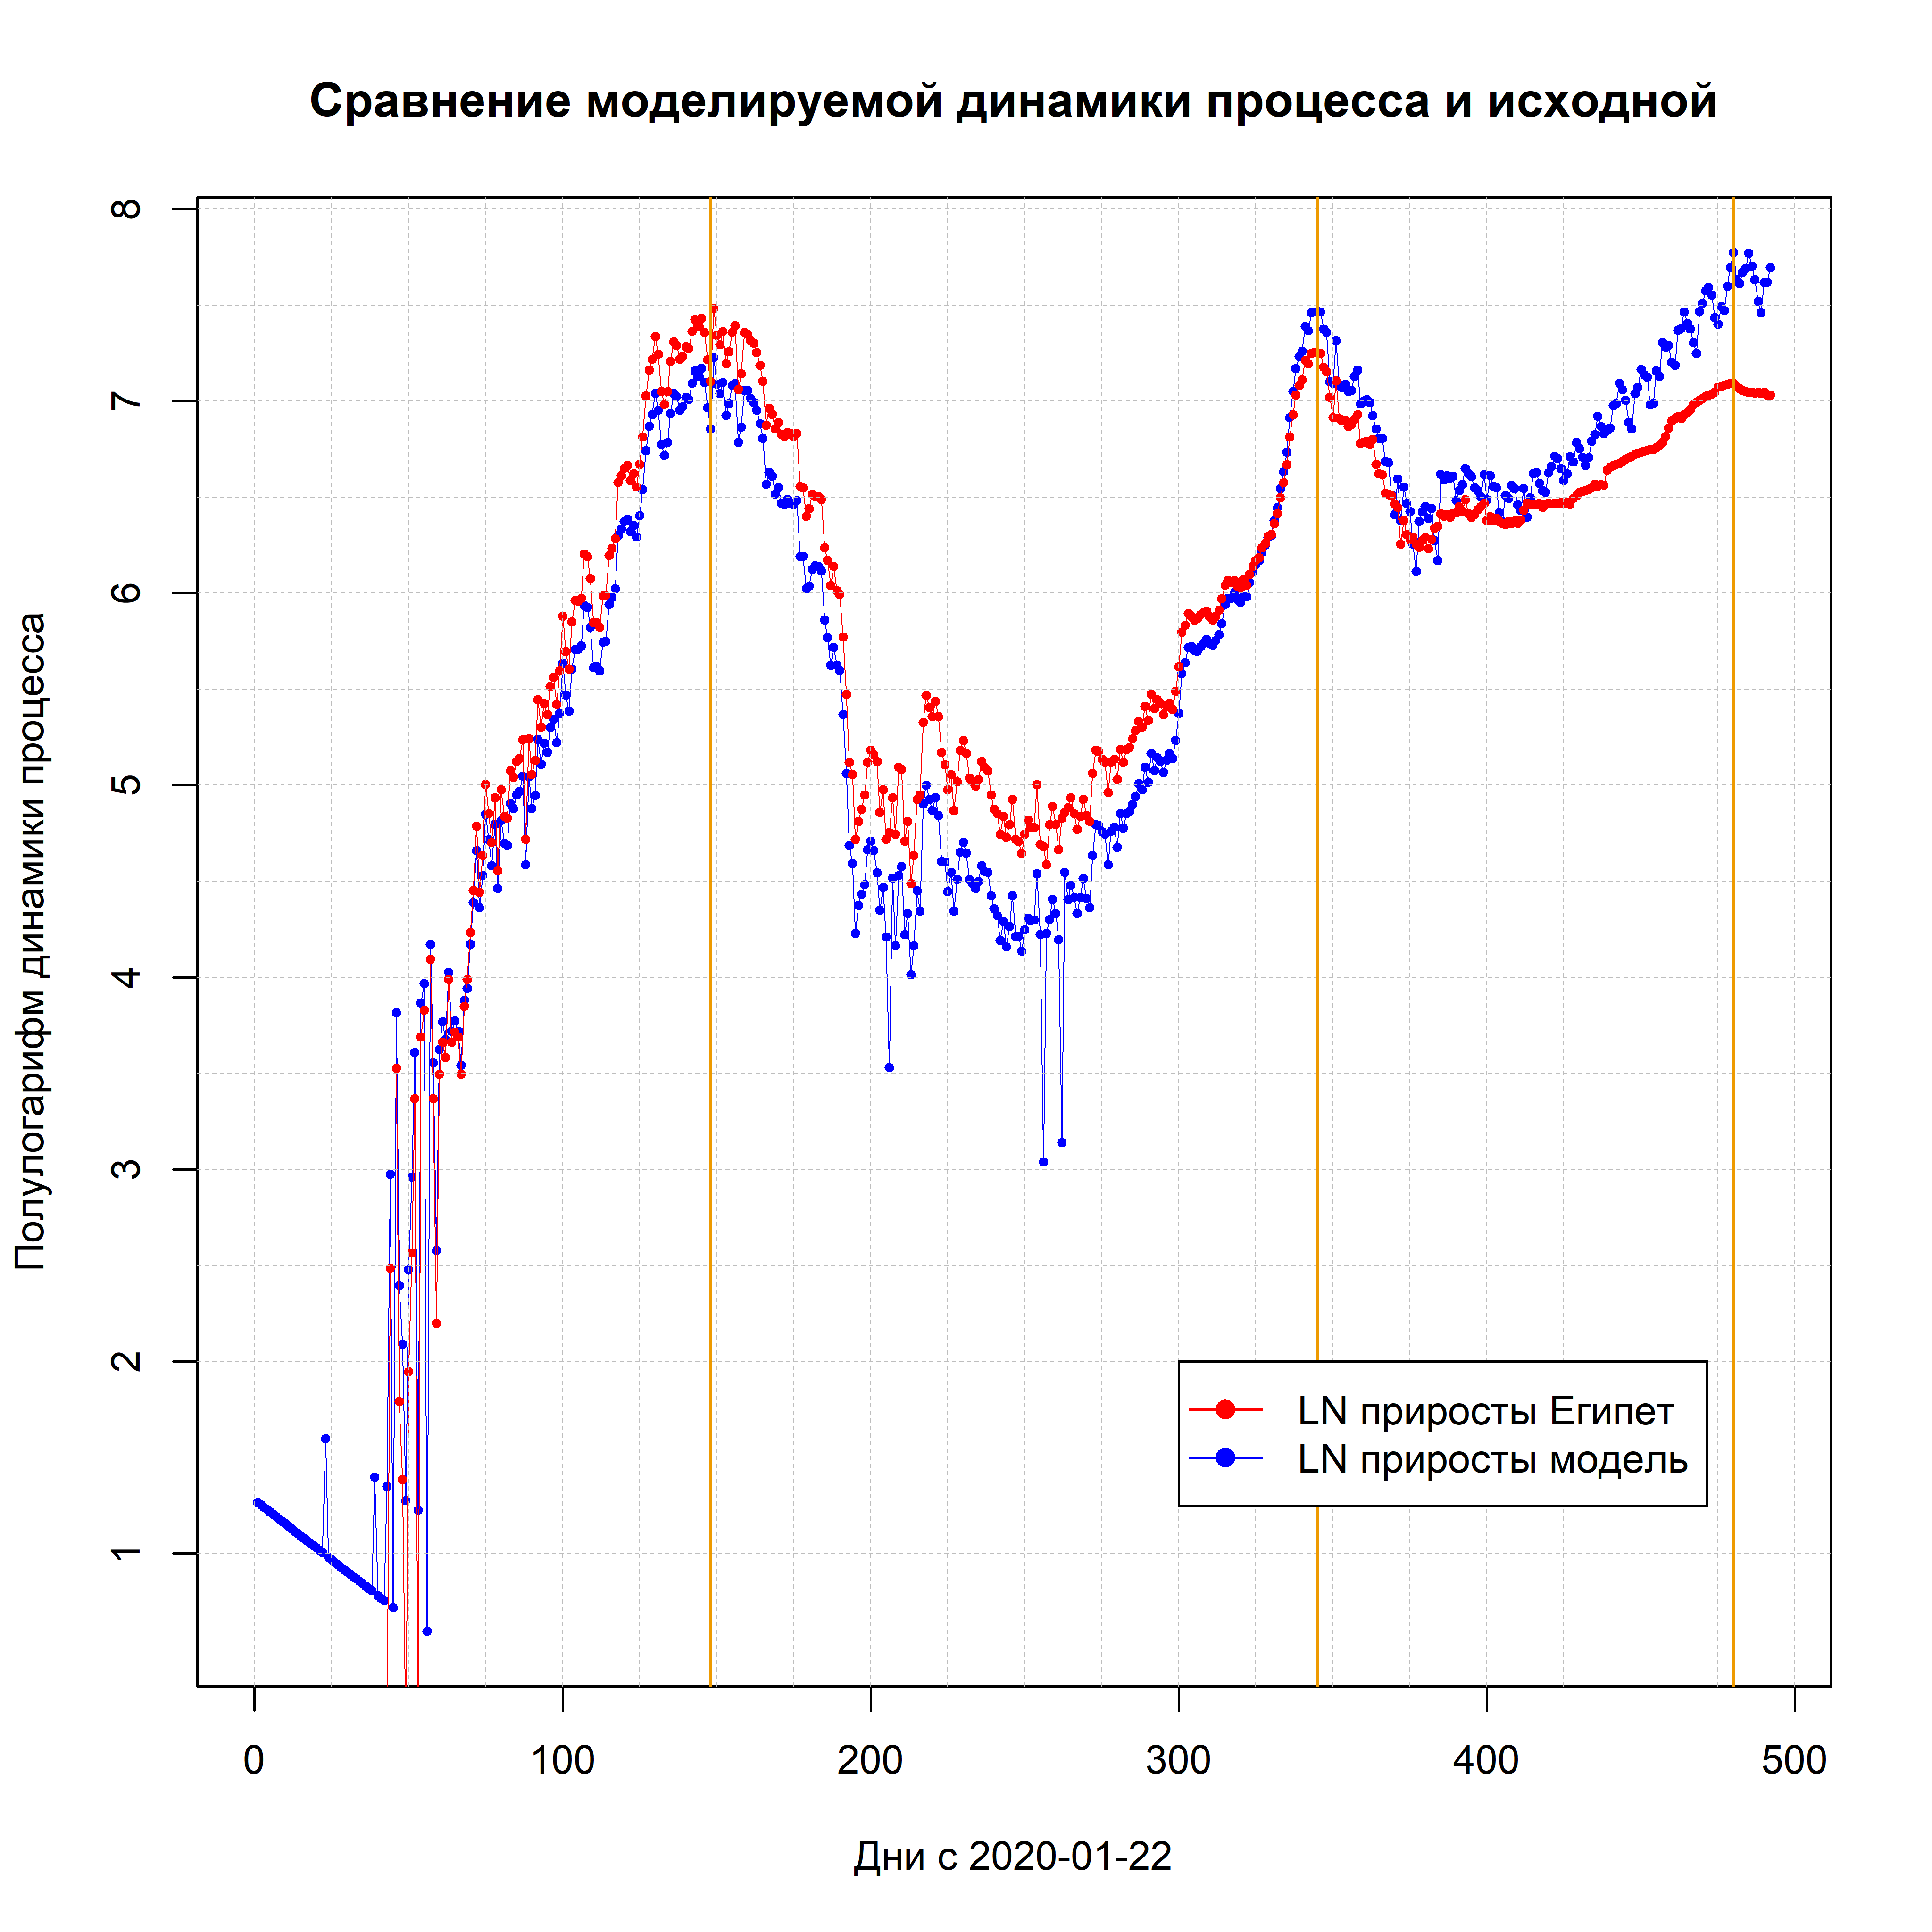 Сравнение моделируемой динамики процесса и исходной
Полулогарифм динамики процесса
8
7
6
5
4
3
2
1
LN приросты Египет
LN приросты модель
0 100 200 300 400 500
Дни с 2020-01-22